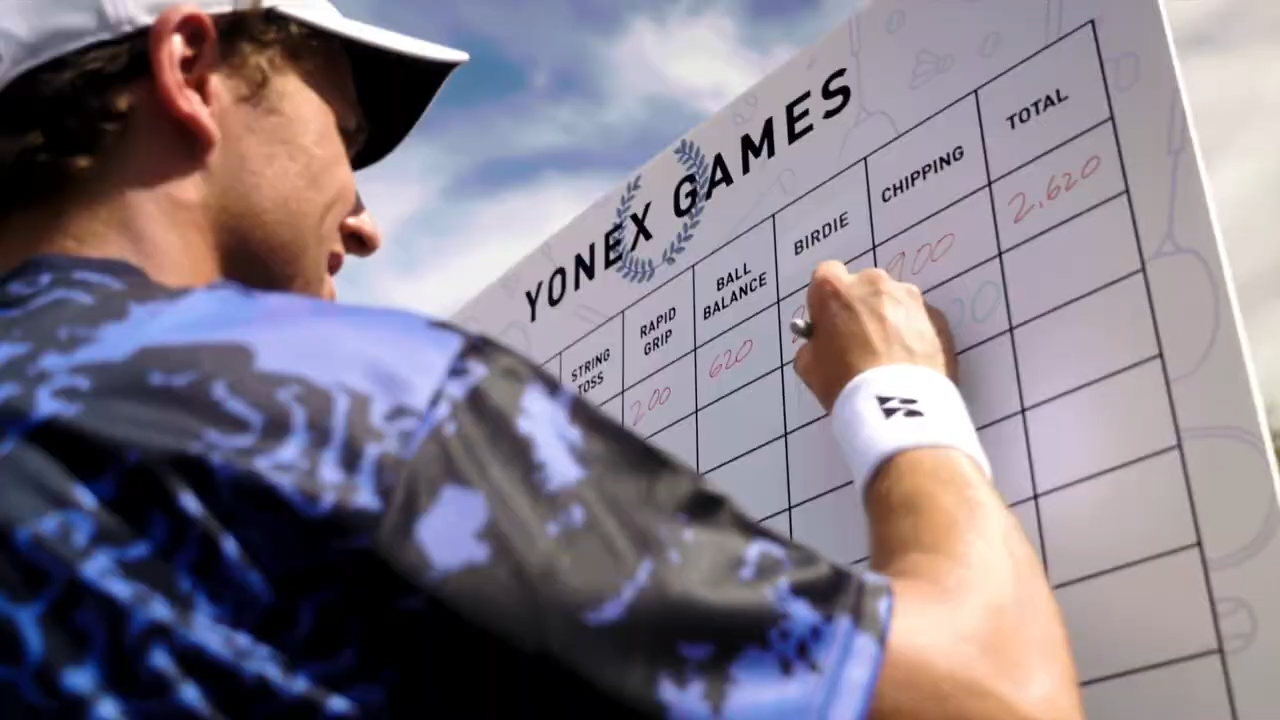 YONEX GAMES
STRING
TOSS
RAPID
GRIP
BALL
BALANCE
BIRDIE
CHIPPING
TOTAL
200
620
900
2,620